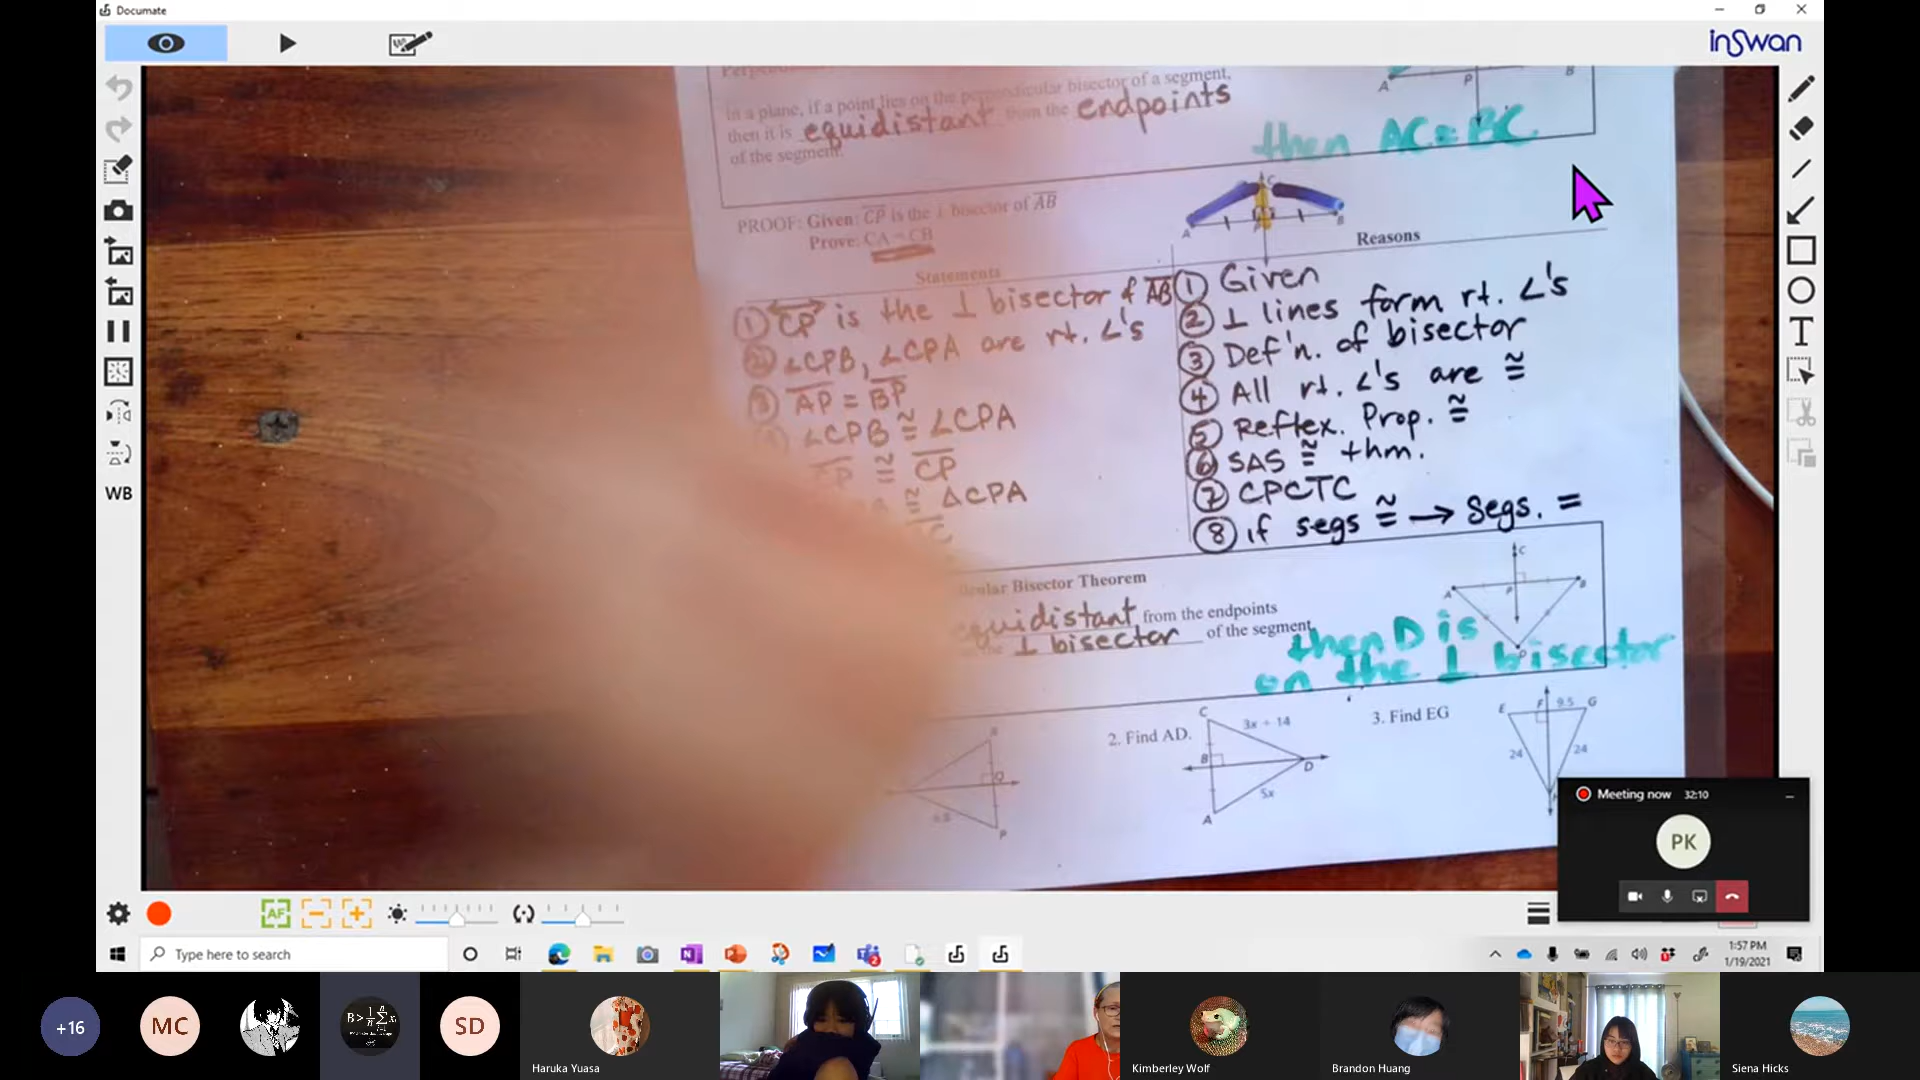 Documate
inSwan
in a plane, if a point lies on the perpendicular bisector of a segment,
then it is equidistant from the endpoints
of the segment.
A P B
then AC = BC
PROOF: Given: CP is the ⊥ bisector of AB
Prove: CA = CB
C
A B
Statements Reasons
① CP is the ⊥ bisector of AB ① Given
② ∠CPB, ∠CPA are rt. ∠'s ② ⊥ lines form rt. ∠'s
③ AP = BP ③ Def'n. of bisector
∠CPB ≅ ∠CPA ④ All rt. ∠'s are ≅
≅ CP ⑤ Reflex. Prop. ≅
≅ △CPA ⑥ SAS ≅ thm.
⑦ CPCTC
⑧ if segs ≅ → segs. =
Bisector Theorem
equidistant from the endpoints
⊥ bisector of the segment.
A P B C
then D is
on the ⊥ bisector
2. Find AD.
C 3x + 14
B D
A 5x
3. Find EG
E F 9.5 G
24 24
Q
P
WB
T
AF
Meeting now 32:10
PK
Type here to search
1:57 PM
1/19/2021
+16
MC
SD
Haruka Yuasa
Kimberley Wolf
Brandon Huang
Siena Hicks